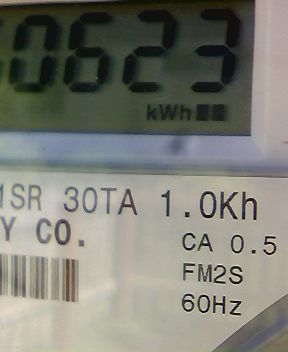 0623
kWh
1SR 30TA 1.0Kh
Y CO.
CA 0.5
FM2S
60Hz